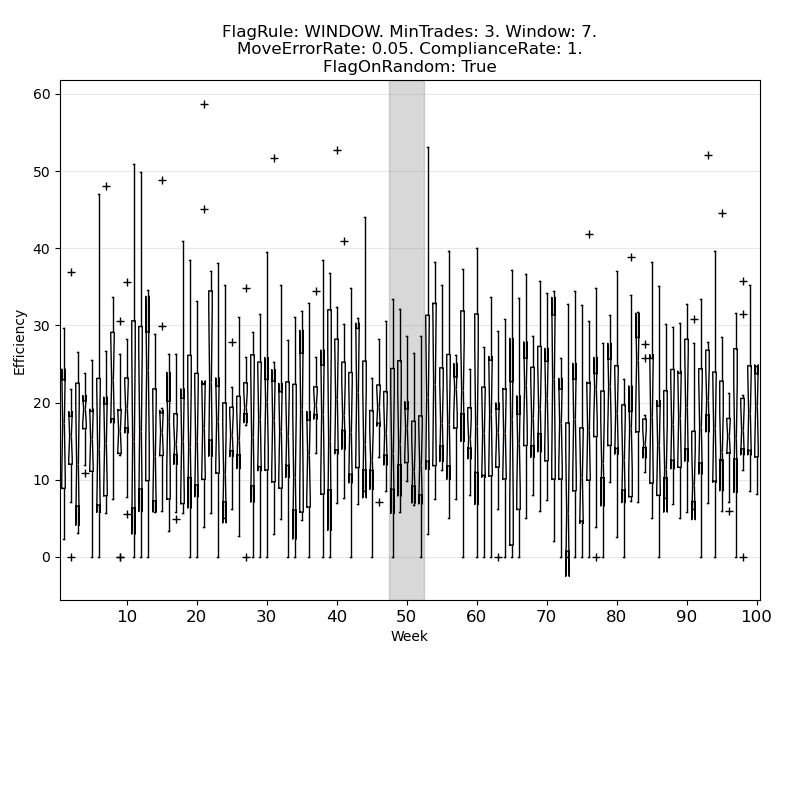 FlagRule: WINDOW. MinTrades: 3. Window: 7.
MoveErrorRate: 0.05. ComplianceRate: 1.
FlagOnRandom: True
60
50
40
30
20
10
0
Efficiency
10 20 30 40 50 60 70 80 90 100
Week